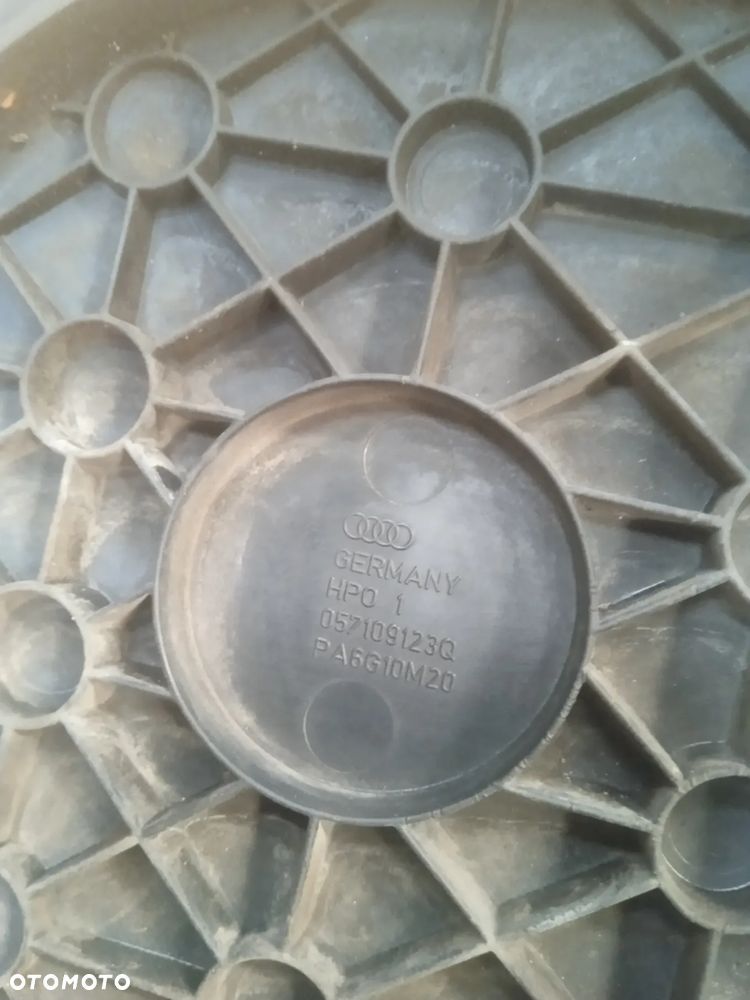 GERMANY
HPO 1
057109123Q
PA6G10M20
OTOMOTO